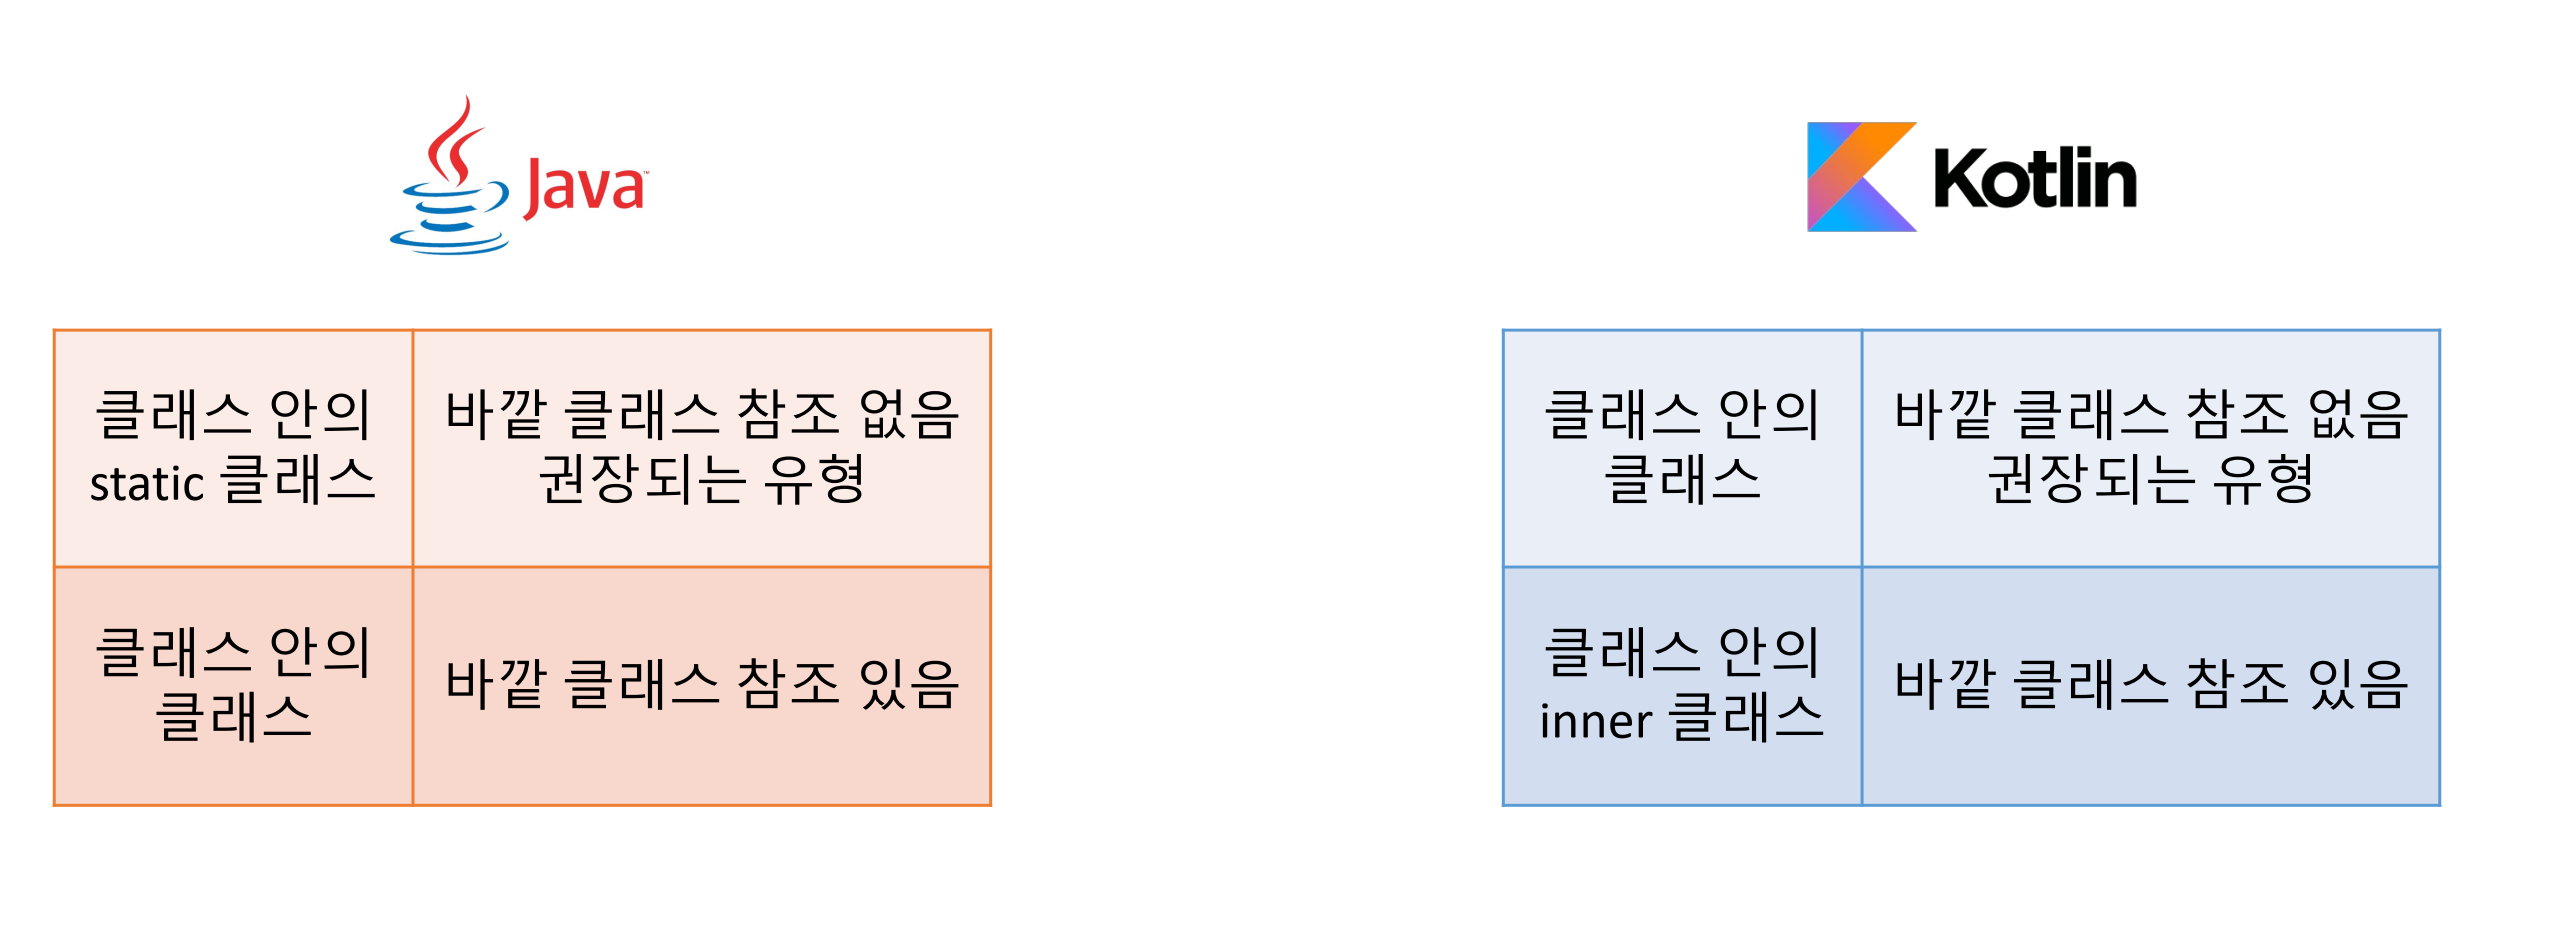 Java™
클래스 안의
static 클래스
바깥 클래스 참조 없음
권장되는 유형
클래스 안의
클래스
바깥 클래스 참조 있음
Kotlin
클래스 안의
클래스
바깥 클래스 참조 없음
권장되는 유형
클래스 안의
inner 클래스
바깥 클래스 참조 있음